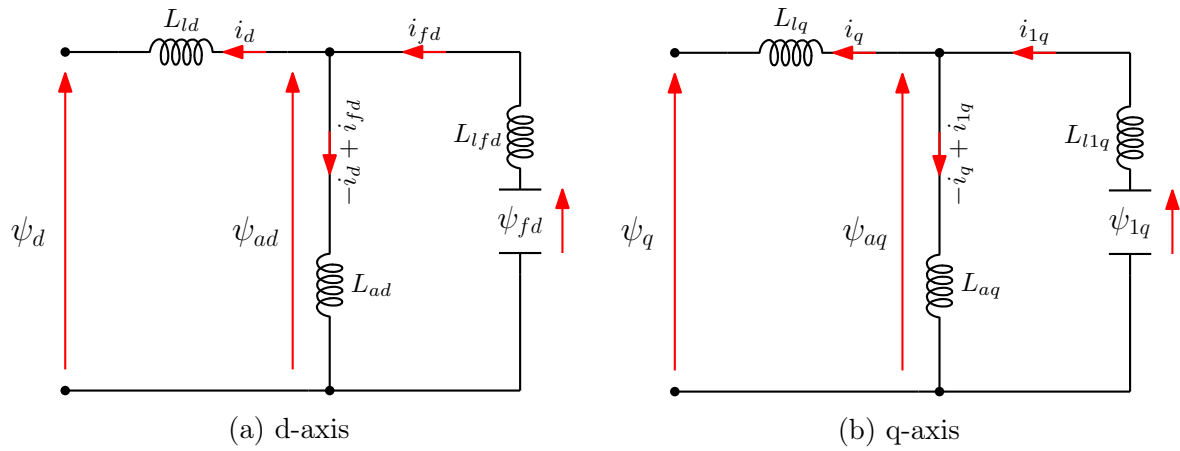 L_{ld} i_d i_{fd}
-i_d + i_{fd}
L_{lfd}
ψ_d ψ_{ad} ψ_{fd}
L_{ad}
(a) d-axis
L_{lq} i_q i_{1q}
-i_q + i_{1q}
L_{l1q}
ψ_q ψ_{aq} ψ_{1q}
L_{aq}
(b) q-axis